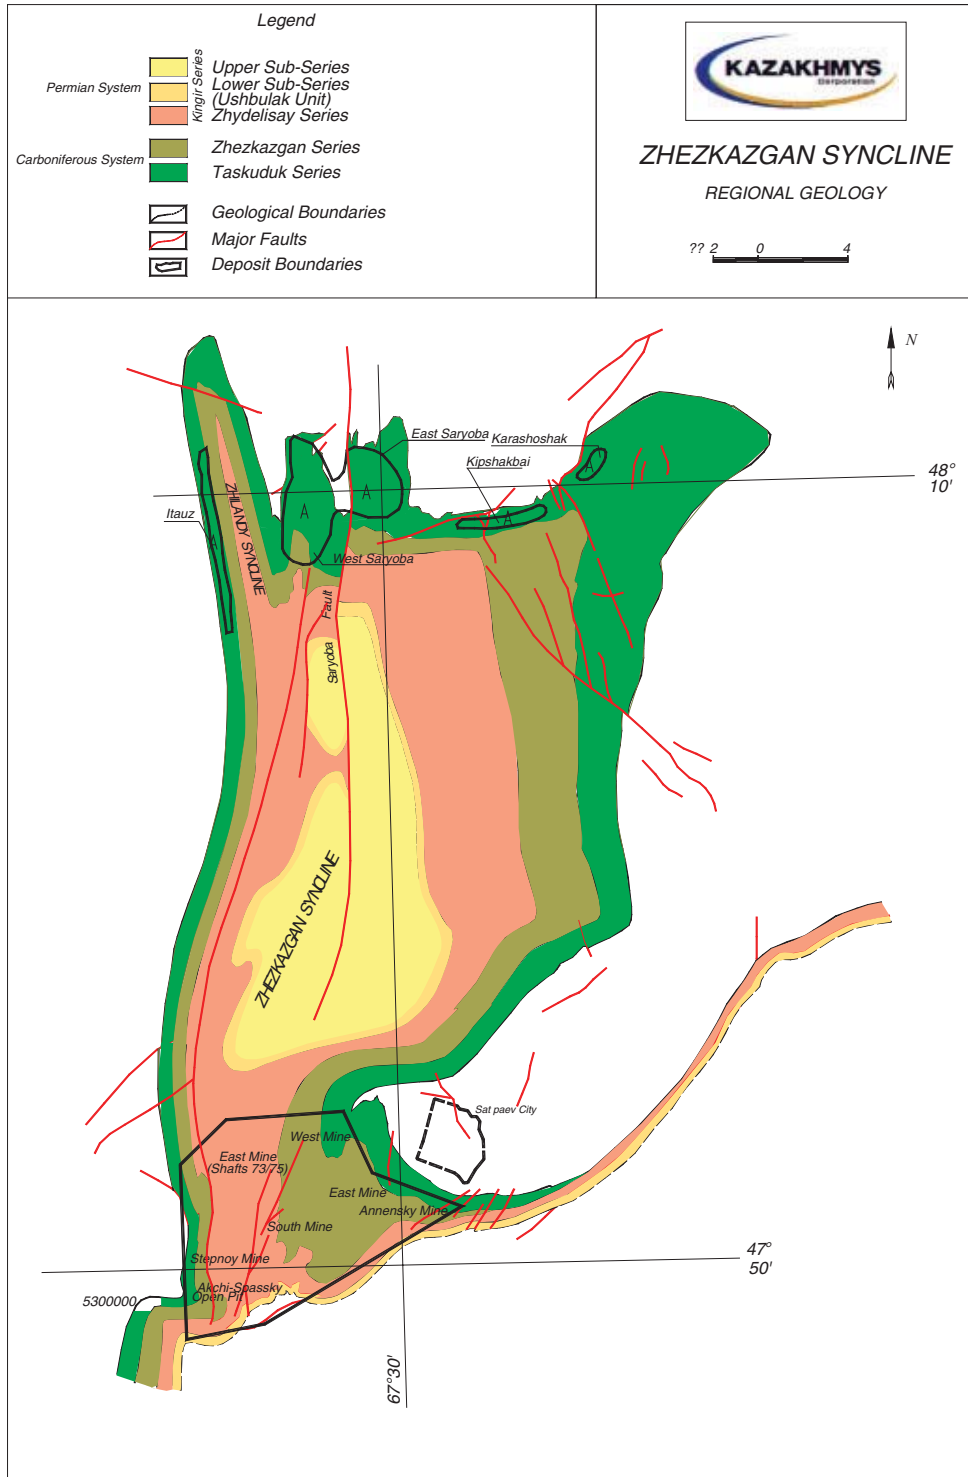 Legend
Permian System
Kingir Series
Upper Sub-Series
Lower Sub-Series
(Ushbulak Unit)
Zhydelisay Series
Carboniferous System
Zhezkazgan Series
Taskuduk Series
Geological Boundaries
Major Faults
Deposit Boundaries
KAZAKHMYS
Corporation
ZHEZKAZGAN SYNCLINE
REGIONAL GEOLOGY
?? 2 0 4
N
East Saryoba
Karashoshak
Kipshakbai
A
A
A
A
48°
10'
Itauz
ZHILANDY SYNCLINE
West Saryoba
Saryoba Fault
ZHEZKAZGAN SYNCLINE
Sat paev City
West Mine
East Mine
(Shafts 73/75)
East Mine
Annensky Mine
South Mine
Stepnoy Mine
Akchi-Spassky
Open Pit
5300000
47°
50'
67°30'